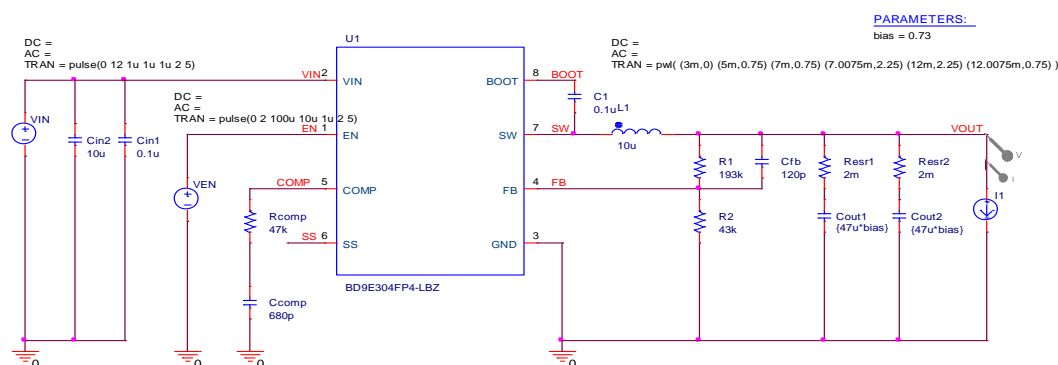 PARAMETERS:
bias = 0.73
DC =
AC =
TRAN = pulse(0 12 1u 1u 1u 2 5)
U1
DC =
AC =
TRAN = pwl( (3m,0) (5m,0.75) (7m,0.75) (7.0075m,2.25) (12m,2.25) (12.0075m,0.75) )
VIN 2 VIN
BOOT 8 BOOT
DC =
AC =
TRAN = pulse(0 2 100u 10u 1u 2 5)
C1
0.1u
L1
10u
VIN
Cin2
10u
Cin1
0.1u
EN 1 EN
SW 7 SW
VOUT
V
I
R1
193k
Cfb
120p
Resr1
2m
Resr2
2m
COMP 5 COMP
FB 4 FB
VEN
I1
Rcomp
47k
R2
43k
Cout1
{47u*bias}
Cout2
{47u*bias}
SS 6 SS
GND 3
BD9E304FP4-LBZ
Ccomp
680p
0
0
0
0